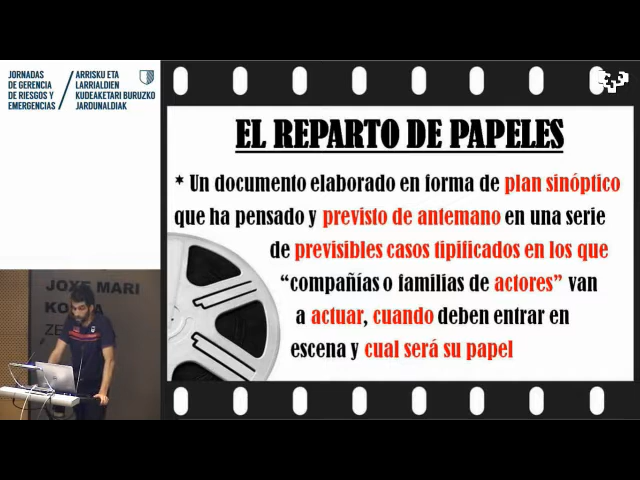 JORNADAS
DE GERENCIA
DE RIESGOS Y
EMERGENCIAS
ARRISKU ETA
LARRIALDIEN
KUDEAKETARI BURUZKO
JARDUNALDIAK
EL REPARTO DE PAPELES
* Un documento elaborado en forma de plan sinóptico
que ha pensado y previsto de antemano en una serie
de previsibles casos tipificados en los que
“compañías o familias de actores” van
a actuar, cuando deben entrar en
escena y cual será su papel
JOXE MARI